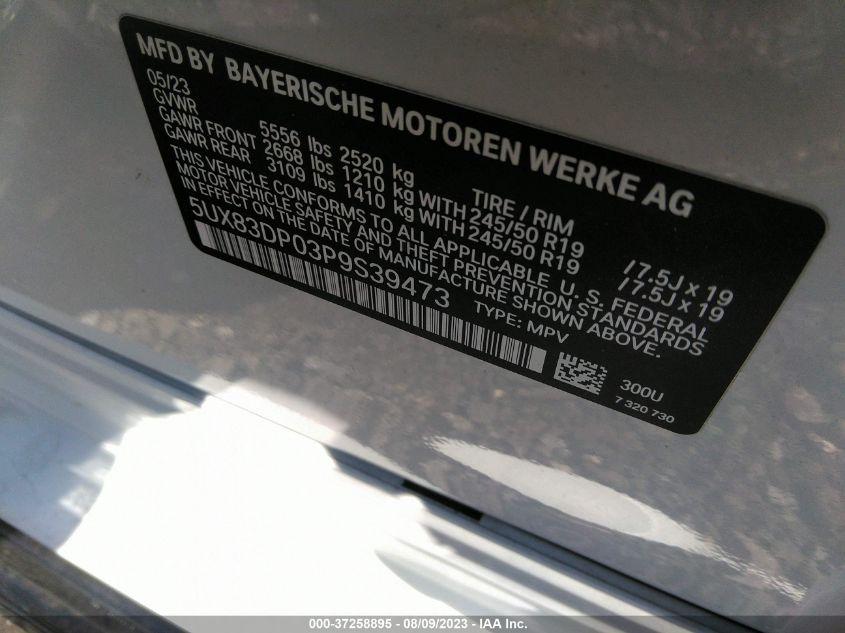 MFD BY BAYERISCHE MOTOREN WERKE AG
05/23
GVWR 5556 lbs 2520 kg TIRE / RIM
GAWR FRONT 2668 lbs 1210 kg WITH 245/50 R19 /7.5J x 19
GAWR REAR 3109 lbs 1410 kg WITH 245/50 R19 /7.5J x 19
THIS VEHICLE CONFORMS TO ALL APPLICABLE U. S. FEDERAL
MOTOR VEHICLE SAFETY AND THEFT PREVENTION STANDARDS
IN EFFECT ON THE DATE OF MANUFACTURE SHOWN ABOVE.
5UX83DP03P9S39473 TYPE: MPV
300U
7 320 730
000-37258895 - 08/09/2023 - IAA Inc.